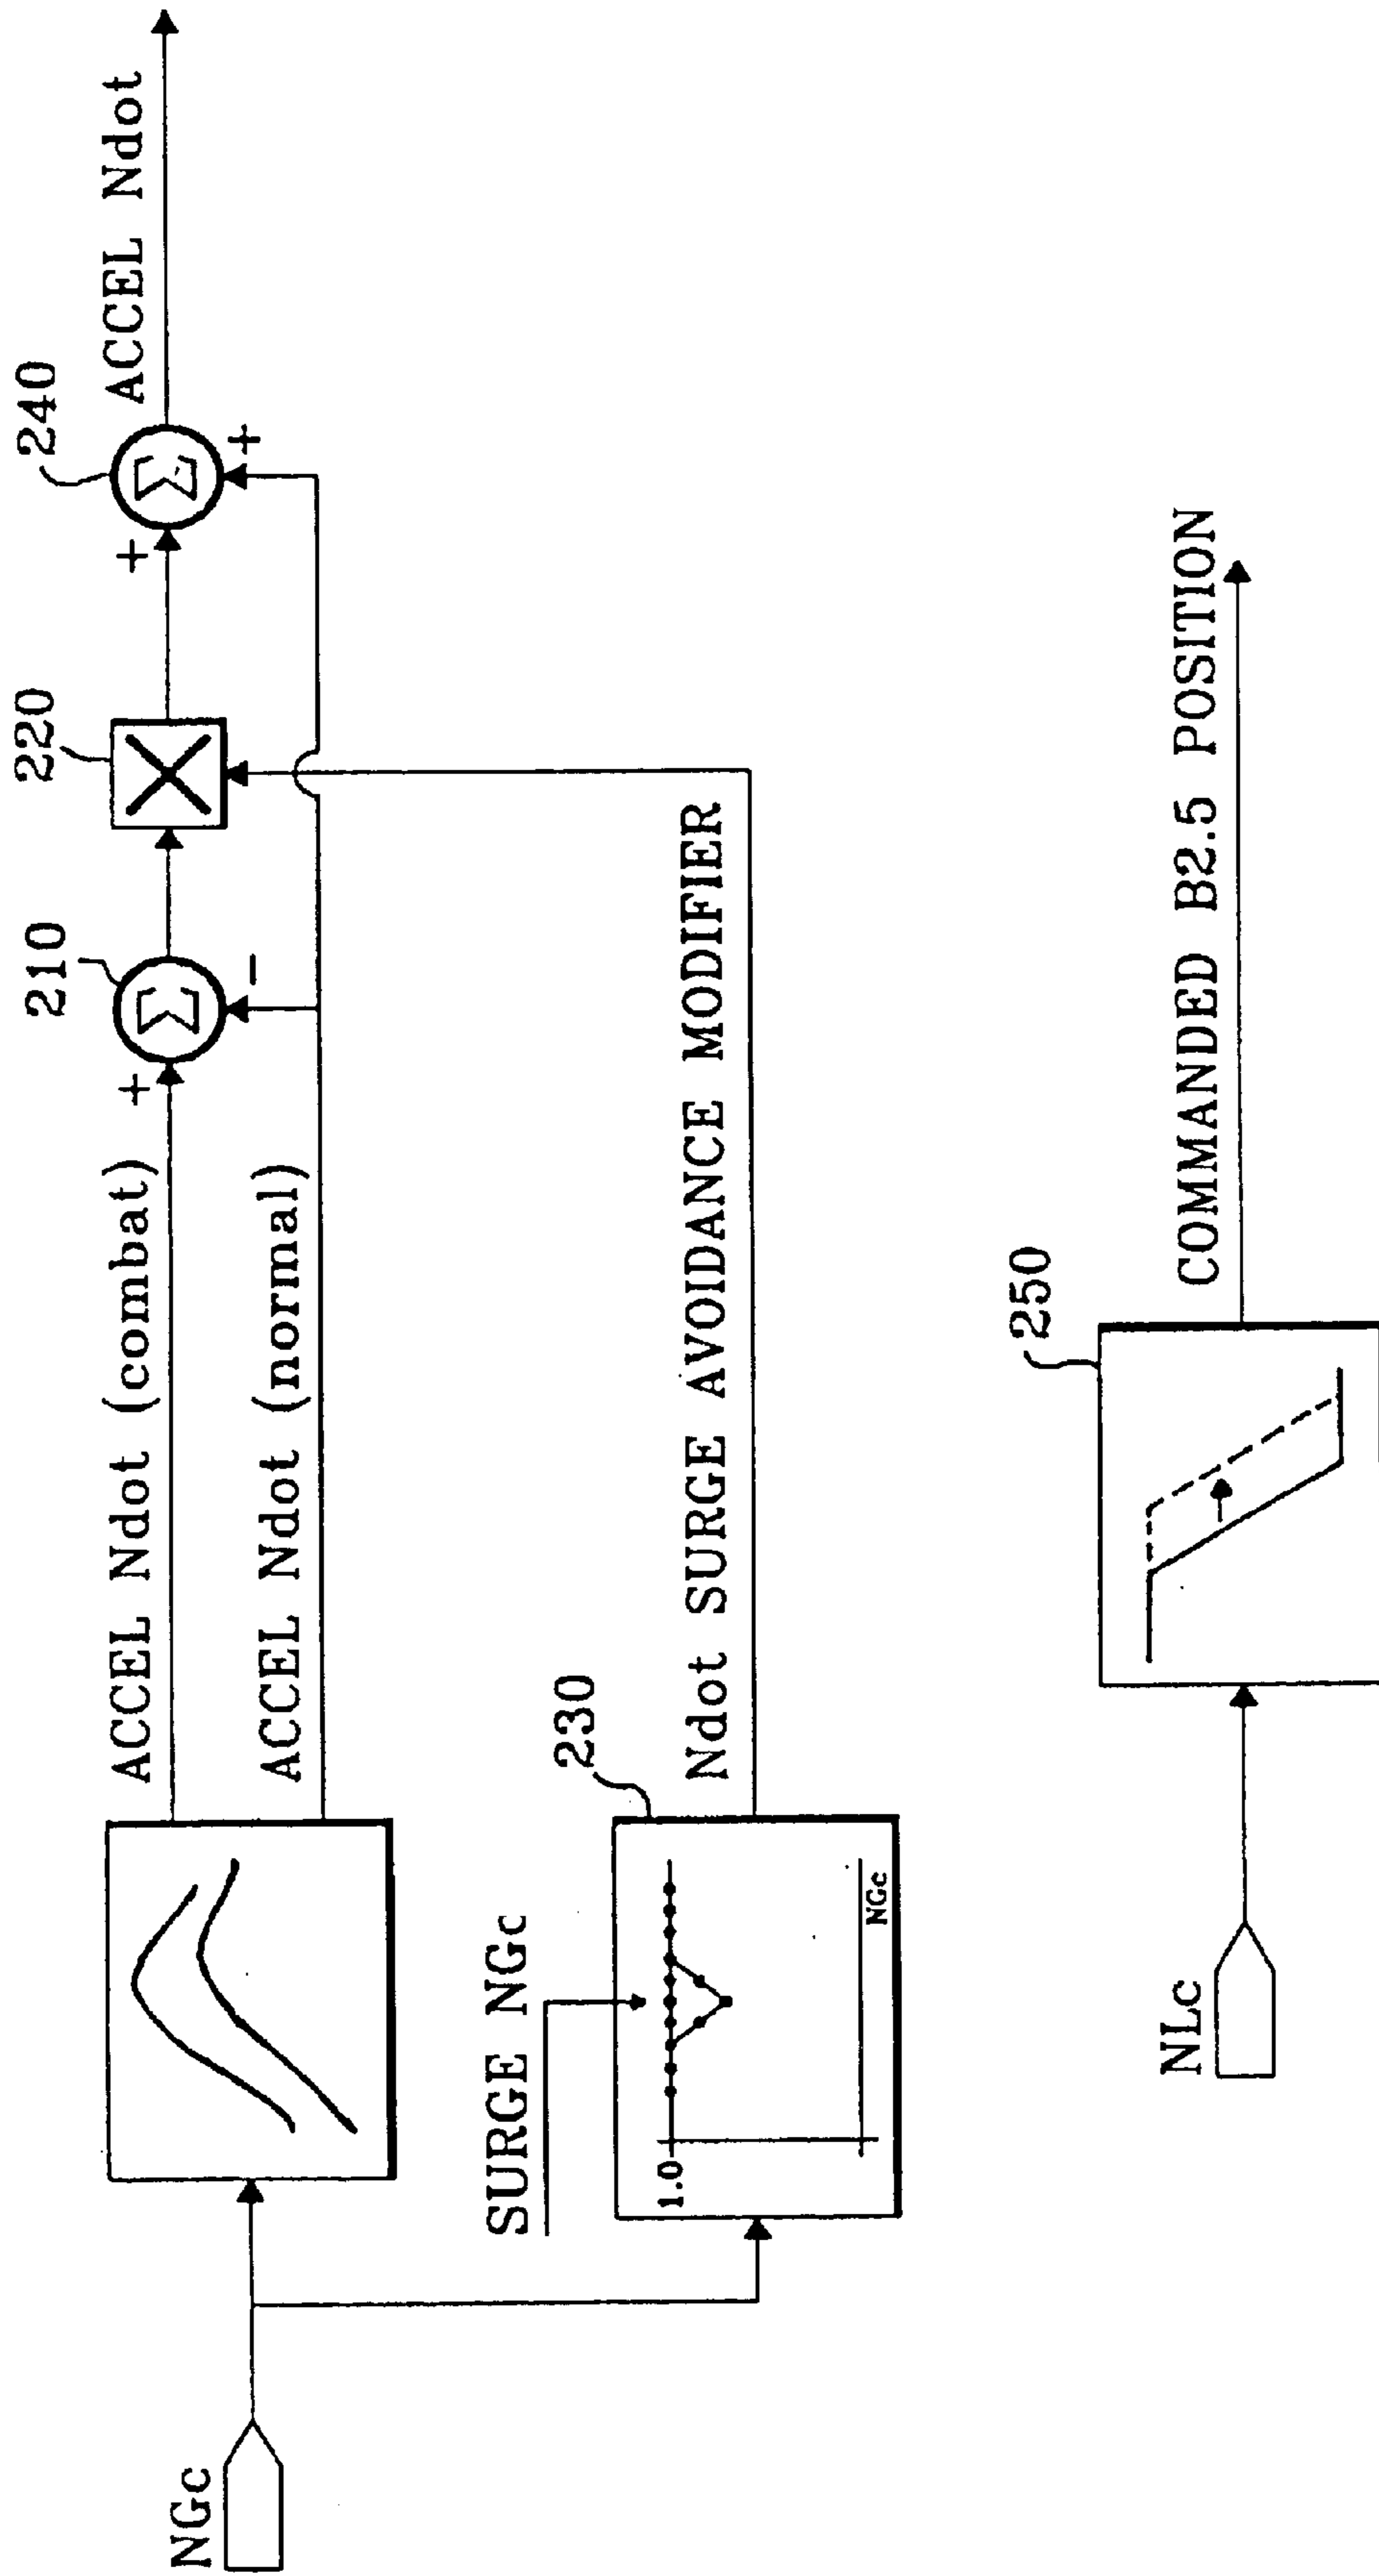 NGc
ACCEL Ndot (combat)
ACCEL Ndot (normal)
+
210
Σ
−
220
+
240
Σ
+
ACCEL Ndot
SURGE NGc
1.0
NGc
230
Ndot SURGE AVOIDANCE MODIFIER
NLc
250
COMMANDED B2.5 POSITION